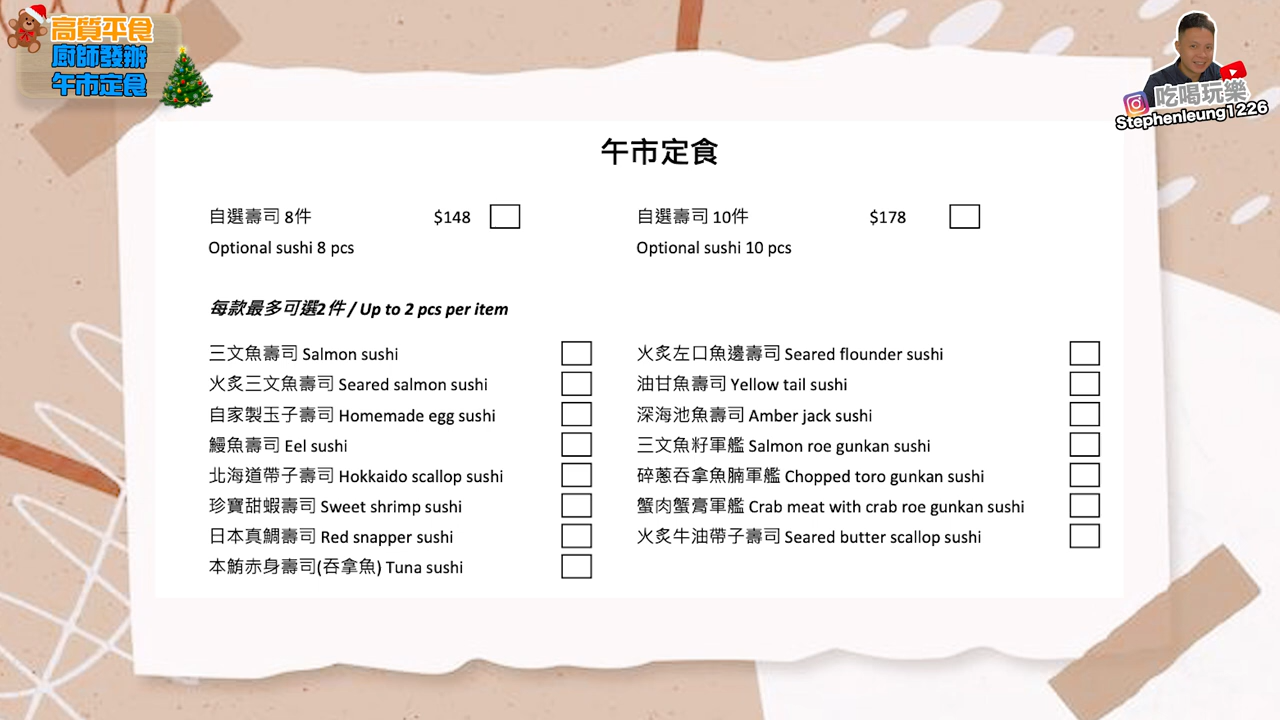 高質平食
廚師發辦
午市定食
吃喝玩樂
Stephenleung1226
午市定食
自選壽司 8件 $148
Optional sushi 8 pcs
自選壽司 10件 $178
Optional sushi 10 pcs
每款最多可選2件 / Up to 2 pcs per item
三文魚壽司 Salmon sushi
火炙三文魚壽司 Seared salmon sushi
自家製玉子壽司 Homemade egg sushi
鰻魚壽司 Eel sushi
北海道帶子壽司 Hokkaido scallop sushi
珍寶甜蝦壽司 Sweet shrimp sushi
日本真鯛壽司 Red snapper sushi
本鮪赤身壽司(吞拿魚) Tuna sushi
火炙左口魚邊壽司 Seared flounder sushi
油甘魚壽司 Yellow tail sushi
深海池魚壽司 Amber jack sushi
三文魚籽軍艦 Salmon roe gunkan sushi
碎蔥吞拿魚腩軍艦 Chopped toro gunkan sushi
蟹肉蟹膏軍艦 Crab meat with crab roe gunkan sushi
火炙牛油帶子壽司 Seared butter scallop sushi